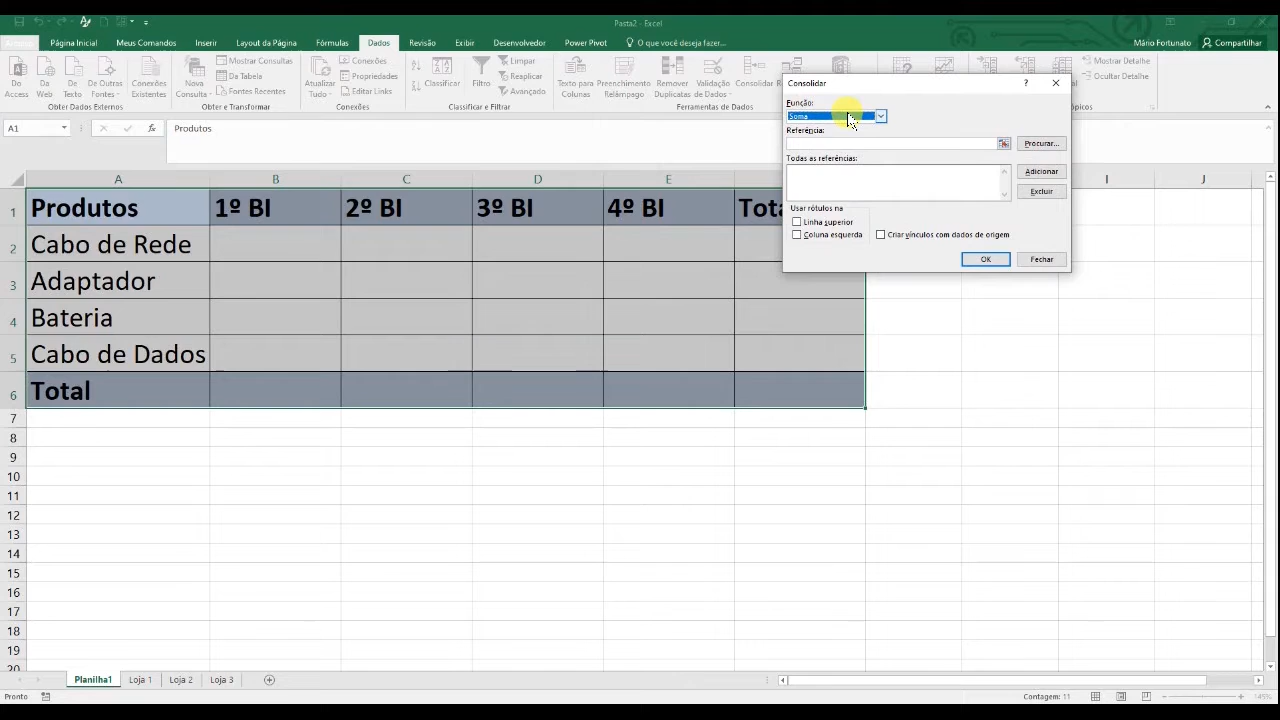 Pasta2 - Excel
Página Inicial Meus Comandos Inserir Layout da Página Fórmulas Dados Revisão Exibir Desenvolvedor Power Pivot O que você deseja fazer... Mário Fortunato Compartilhar
Do Access
Da Web
De Texto
De Outras Fontes
Conexões Existentes
Obter Dados Externos
Nova Consulta
Mostrar Consultas
Da Tabela
Fontes Recentes
Obter e Transformar
Atualizar Tudo
Conexões
Propriedades
Editar Links
Conexões
Classificar
Filtro
Limpar
Reaplicar
Avançado
Classificar e Filtrar
Texto para Colunas
Preenchimento Relâmpago
Remover Duplicatas
Validação de Dados
Consolidar
Ferramentas de Dados
Mostrar Detalhe
Ocultar Detalhe
A1 fx Produtos
Consolidar ?
Função:
Soma
Referência:
Procurar...
Todas as referências:
Adicionar
Excluir
Usar rótulos na
Linha superior
Coluna esquerda Criar vínculos com dados de origem
OK Fechar
A B C D E I J
1 Produtos 1º BI 2º BI 3º BI 4º BI
2 Cabo de Rede
3 Adaptador
4 Bateria
5 Cabo de Dados
6 Total
7
8
9
10
11
12
13
14
15
16
17
18
19
20
Planilha1 Loja 1 Loja 2 Loja 3
Pronto Contagem: 11 145%